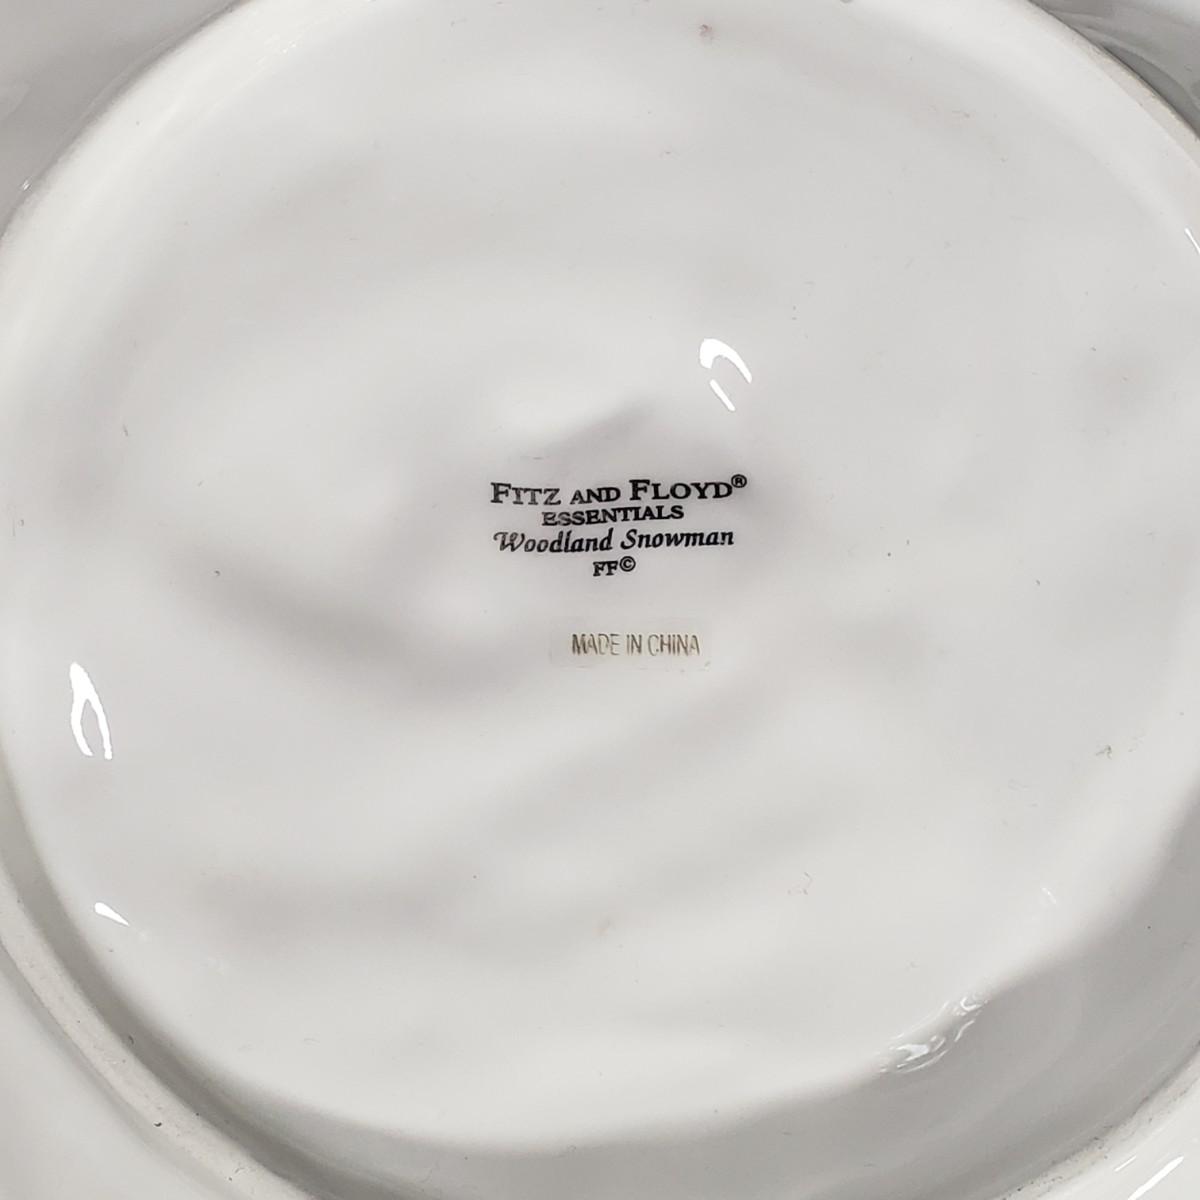 FITZ AND FLOYD®
ESSENTIALS
Woodland Snowman
FF©
MADE IN CHINA